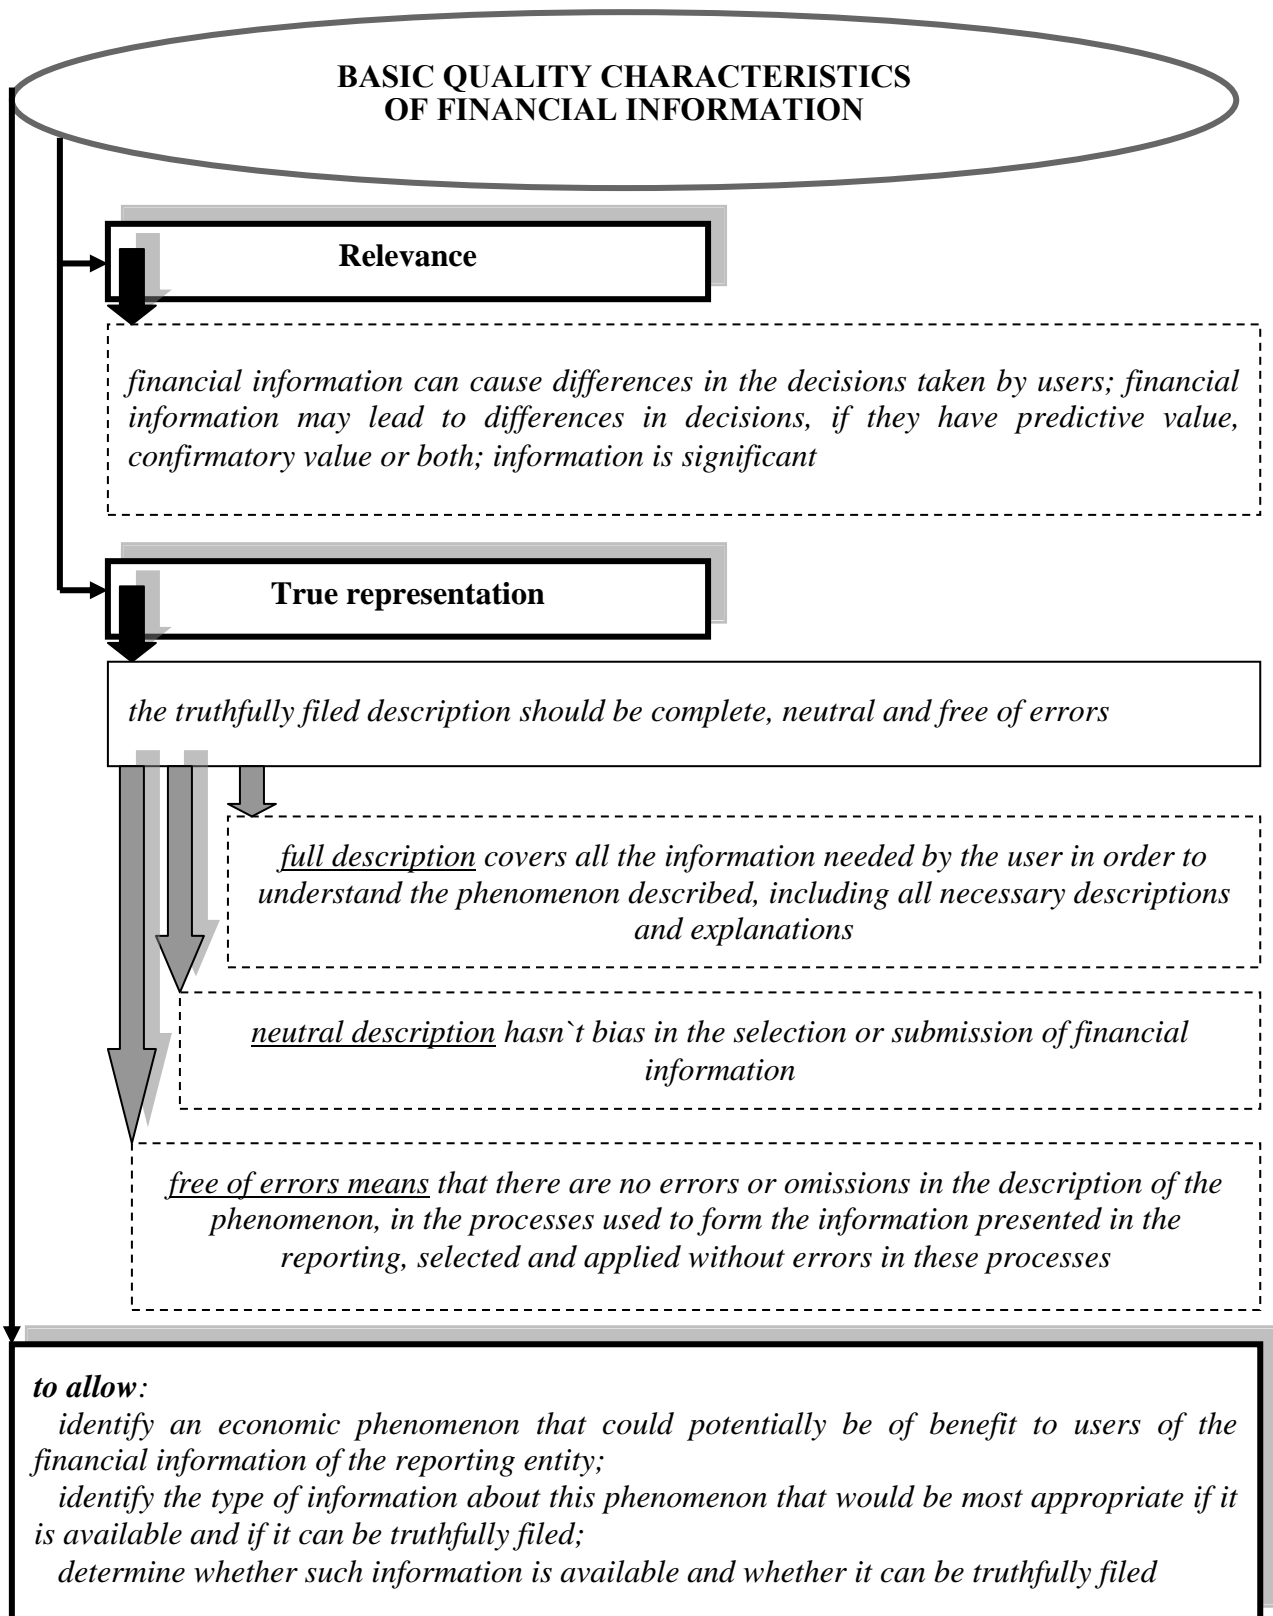 BASIC QUALITY CHARACTERISTICS
OF FINANCIAL INFORMATION
Relevance
financial information can cause differences in the decisions taken by users; financial
information may lead to differences in decisions, if they have predictive value,
confirmatory value or both; information is significant
True representation
the truthfully filed description should be complete, neutral and free of errors
full description covers all the information needed by the user in order to
understand the phenomenon described, including all necessary descriptions
and explanations
neutral description hasn`t bias in the selection or submission of financial
information
free of errors means that there are no errors or omissions in the description of the
phenomenon, in the processes used to form the information presented in the
reporting, selected and applied without errors in these processes
to allow:
identify an economic phenomenon that could potentially be of benefit to users of the
financial information of the reporting entity;
identify the type of information about this phenomenon that would be most appropriate if it
is available and if it can be truthfully filed;
determine whether such information is available and whether it can be truthfully filed